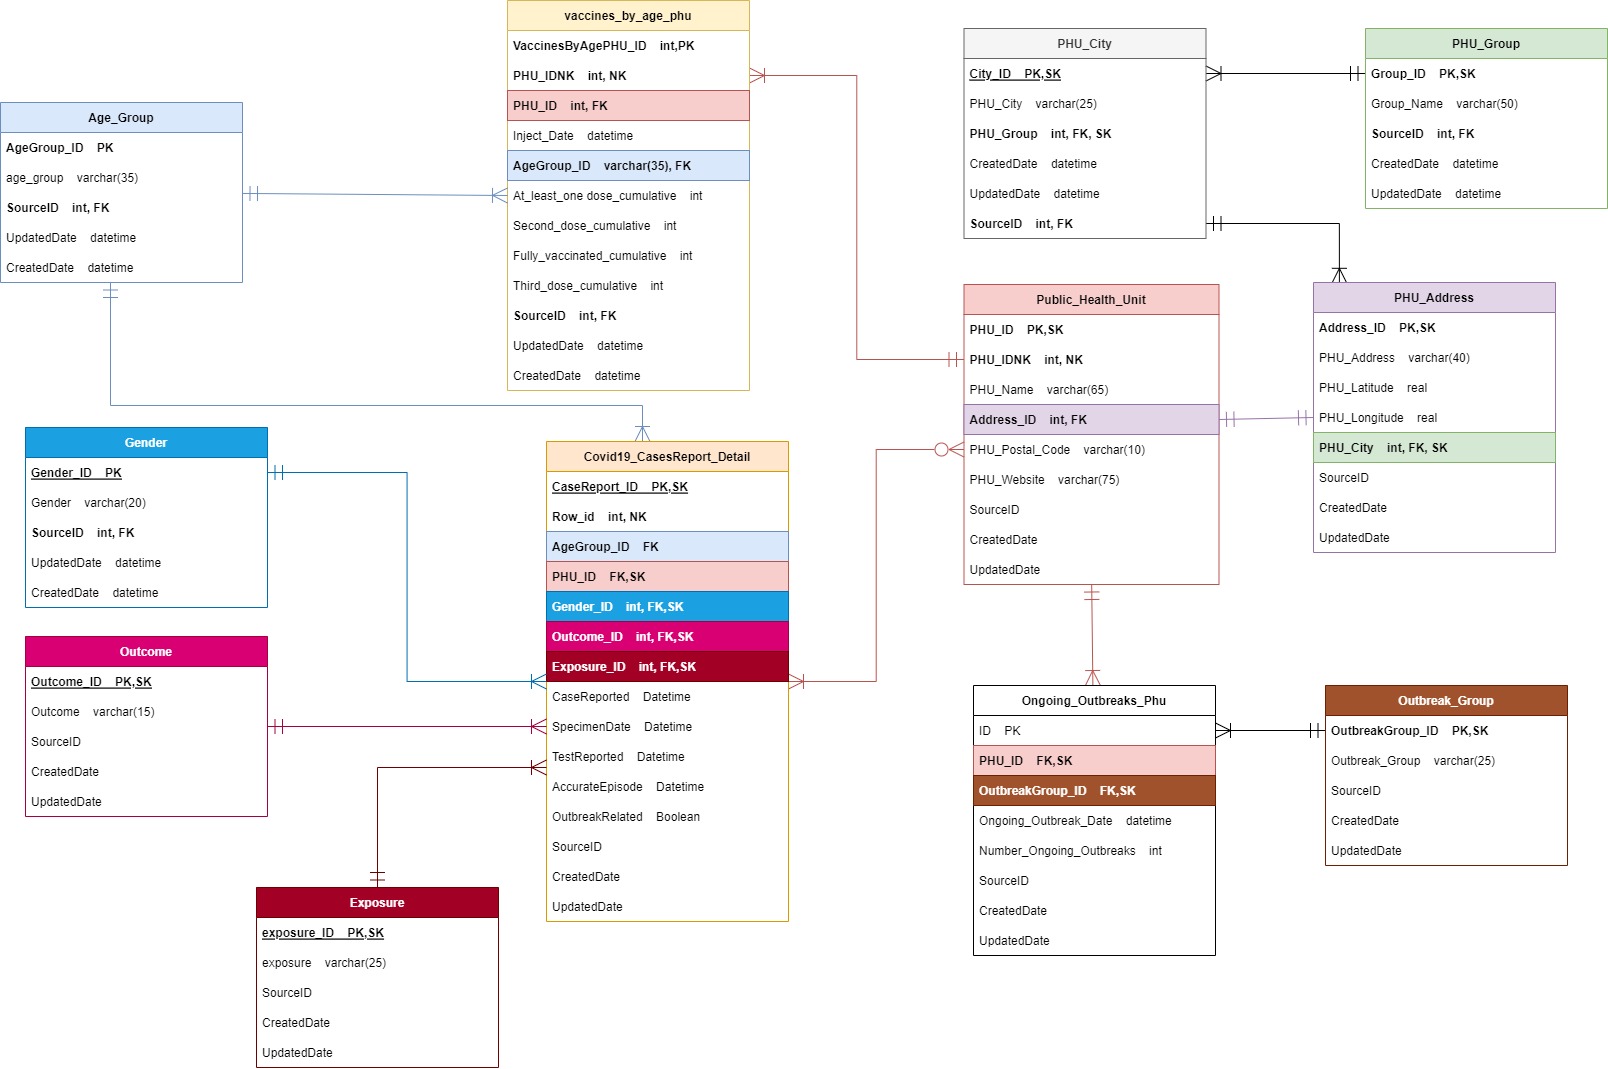 vaccines_by_age_phu
VaccinesByAgePHU_ID int,PK
PHU_IDNK int, NK
PHU_ID int, FK
Inject_Date datetime
AgeGroup_ID varchar(35), FK
At_least_one dose_cumulative int
Second_dose_cumulative int
Fully_vaccinated_cumulative int
Third_dose_cumulative int
SourceID int, FK
UpdatedDate datetime
CreatedDate datetime
PHU_City
City_ID PK,SK
PHU_City varchar(25)
PHU_Group int, FK, SK
CreatedDate datetime
UpdatedDate datetime
SourceID int, FK
PHU_Group
Group_ID PK,SK
Group_Name varchar(50)
SourceID int, FK
CreatedDate datetime
UpdatedDate datetime
Age_Group
AgeGroup_ID PK
age_group varchar(35)
SourceID int, FK
UpdatedDate datetime
CreatedDate datetime
Public_Health_Unit
PHU_ID PK,SK
PHU_IDNK int, NK
PHU_Name varchar(65)
Address_ID int, FK
PHU_Postal_Code varchar(10)
PHU_Website varchar(75)
SourceID
CreatedDate
UpdatedDate
PHU_Address
Address_ID PK,SK
PHU_Address varchar(40)
PHU_Latitude real
PHU_Longitude real
PHU_City int, FK, SK
SourceID
CreatedDate
UpdatedDate
Gender
Gender_ID PK
Gender varchar(20)
SourceID int, FK
UpdatedDate datetime
CreatedDate datetime
Covid19_CasesReport_Detail
CaseReport_ID PK,SK
Row_id int, NK
AgeGroup_ID FK
PHU_ID FK,SK
Gender_ID int, FK,SK
Outcome_ID int, FK,SK
Exposure_ID int, FK,SK
CaseReported Datetime
SpecimenDate Datetime
TestReported Datetime
AccurateEpisode Datetime
OutbreakRelated Boolean
SourceID
CreatedDate
UpdatedDate
Outcome
Outcome_ID PK,SK
Outcome varchar(15)
SourceID
CreatedDate
UpdatedDate
Ongoing_Outbreaks_Phu
ID PK
PHU_ID FK,SK
OutbreakGroup_ID FK,SK
Ongoing_Outbreak_Date datetime
Number_Ongoing_Outbreaks int
SourceID
CreatedDate
UpdatedDate
Outbreak_Group
OutbreakGroup_ID PK,SK
Outbreak_Group varchar(25)
SourceID
CreatedDate
UpdatedDate
Exposure
exposure_ID PK,SK
exposure varchar(25)
SourceID
CreatedDate
UpdatedDate